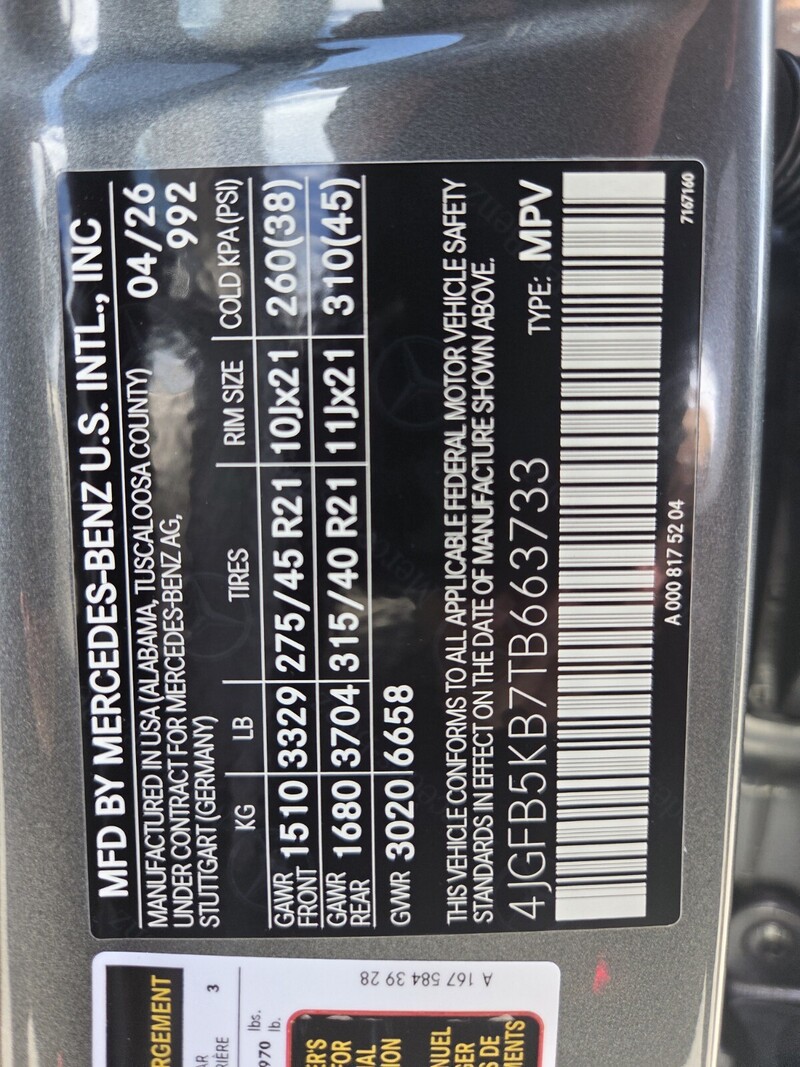 MFD BY MERCEDES-BENZ U.S. INTL., INC
MANUFACTURED IN USA (ALABAMA, TUSCALOOSA COUNTY) 04/26
UNDER CONTRACT FOR MERCEDES-BENZ AG, 992
STUTTGART (GERMANY)
KG LB TIRES RIM SIZE COLD KPA (PSI)
GAWR FRONT 1510 3329 275/45 R21 10Jx21 260(38)
GAWR REAR 1680 3704 315/40 R21 11Jx21 310(45)
GVWR 3020 6658
THIS VEHICLE CONFORMS TO ALL APPLICABLE FEDERAL MOTOR VEHICLE SAFETY
STANDARDS IN EFFECT ON THE DATE OF MANUFACTURE SHOWN ABOVE.
4JGFB5KB7TB663733 TYPE: MPV
A 000 817 52 04 7167160
A 167 584 39 28
RGEMENT
3
lbs.
970 lb.